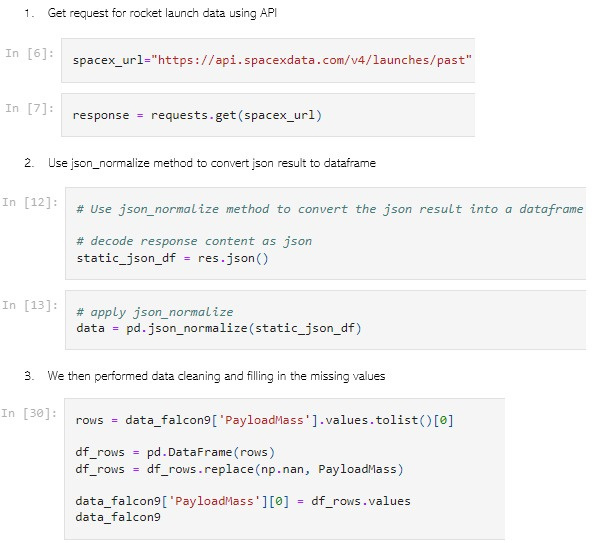 1. Get request for rocket launch data using API
In [6]: spacex_url="https://api.spacexdata.com/v4/launches/past"
In [7]: response = requests.get(spacex_url)
2. Use json_normalize method to convert json result to dataframe
In [12]: # Use json_normalize method to convert the json result into a dataframe
# decode response content as json
static_json_df = res.json()
In [13]: # apply json_normalize
data = pd.json_normalize(static_json_df)
3. We then performed data cleaning and filling in the missing values
In [30]: rows = data_falcon9['PayloadMass'].values.tolist()[0]
df_rows = pd.DataFrame(rows)
df_rows = df_rows.replace(np.nan, PayloadMass)
data_falcon9['PayloadMass'][0] = df_rows.values
data_falcon9